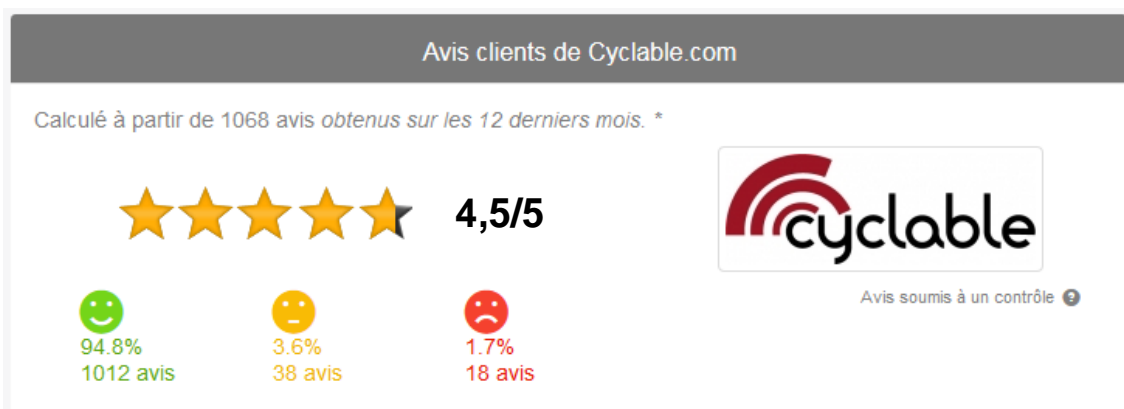 Avis clients de Cyclable.com
Calculé à partir de 1068 avis obtenus sur les 12 derniers mois. *
4,5/5
cyclable
Avis soumis à un contrôle ?
94.8%
1012 avis
3.6%
38 avis
1.7%
18 avis